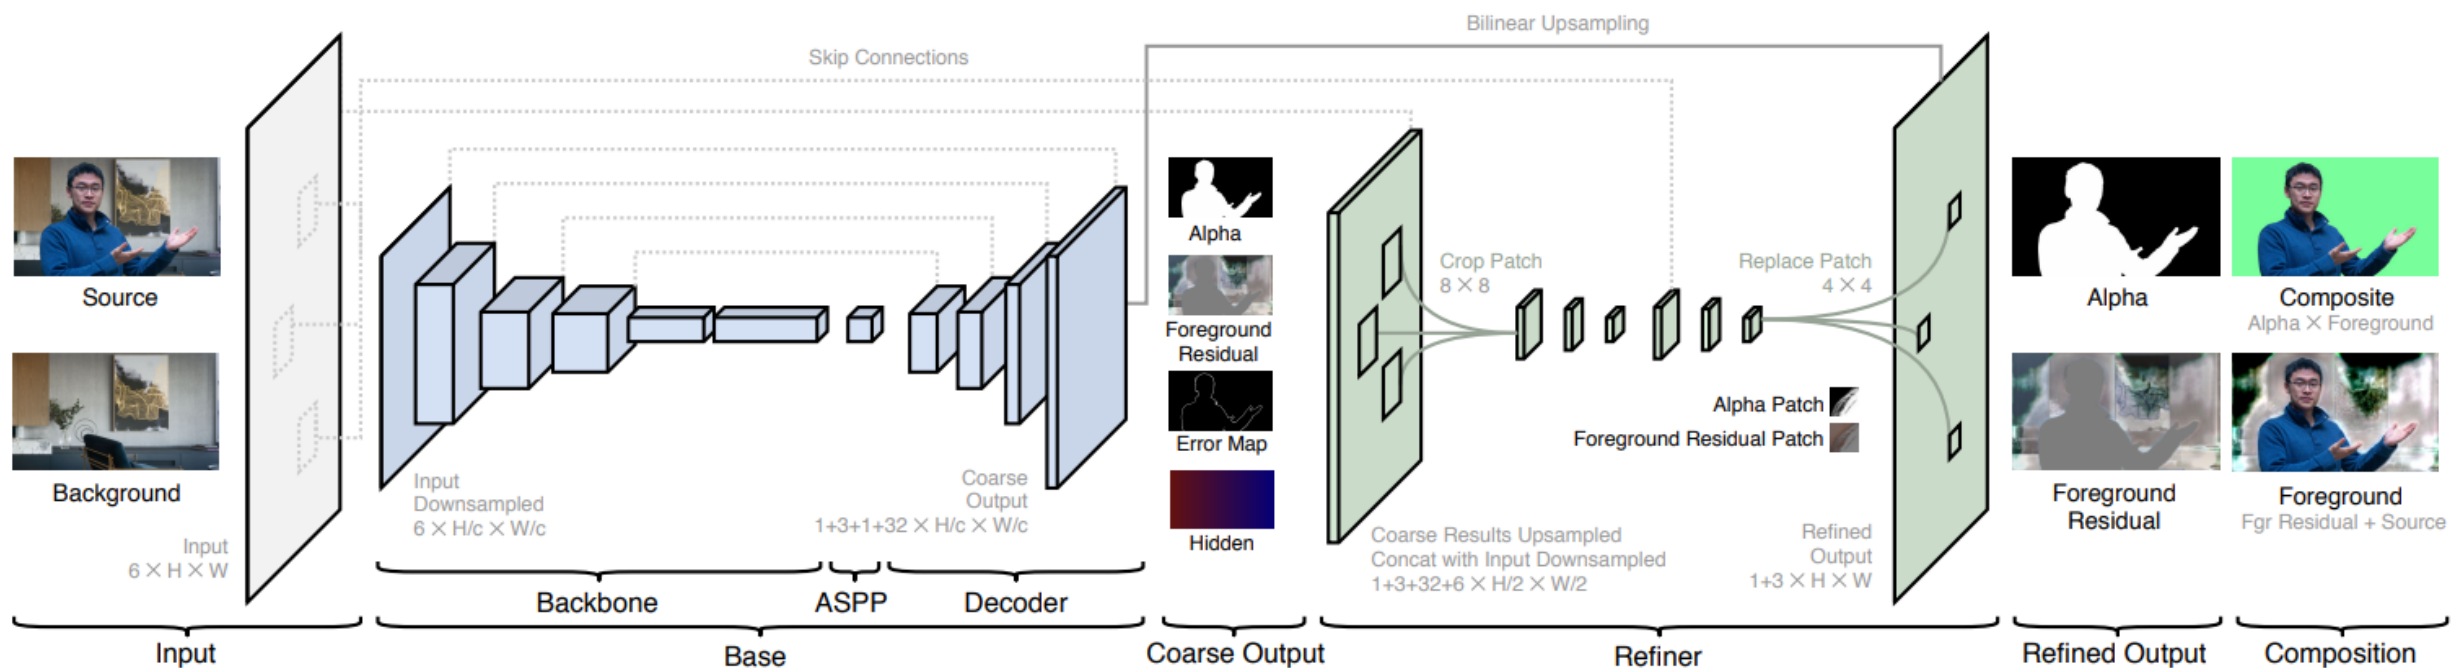 Bilinear Upsampling
Skip Connections
Source
Background
Input
6 × H × W
Input
Downsampled
6 × H/c × W/c
Coarse
Output
1+3+1+32 × H/c × W/c
Backbone
ASPP
Decoder
Alpha
Foreground
Residual
Error Map
Hidden
Crop Patch
8 × 8
Replace Patch
4 × 4
Alpha Patch
Foreground Residual Patch
Coarse Results Upsampled
Concat with Input Downsampled
1+3+32+6 × H/2 × W/2
Refined
Output
1+3 × H × W
Alpha
Composite
Alpha × Foreground
Foreground
Residual
Foreground
Fgr Residual + Source
Input
Base
Coarse Output
Refiner
Refined Output
Composition